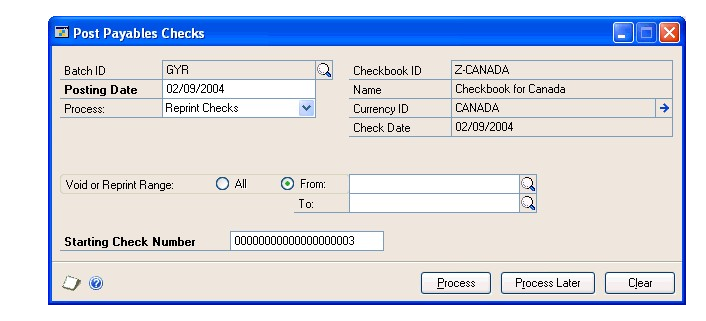 Post Payables Checks
Batch ID GYR Checkbook ID Z-CANADA
Posting Date 02/09/2004 Name Checkbook for Canada
Process: Reprint Checks Currency ID CANADA
Check Date 02/09/2004
Void or Reprint Range: All From:
To:
Starting Check Number 00000000000000000003
Process Process Later Clear